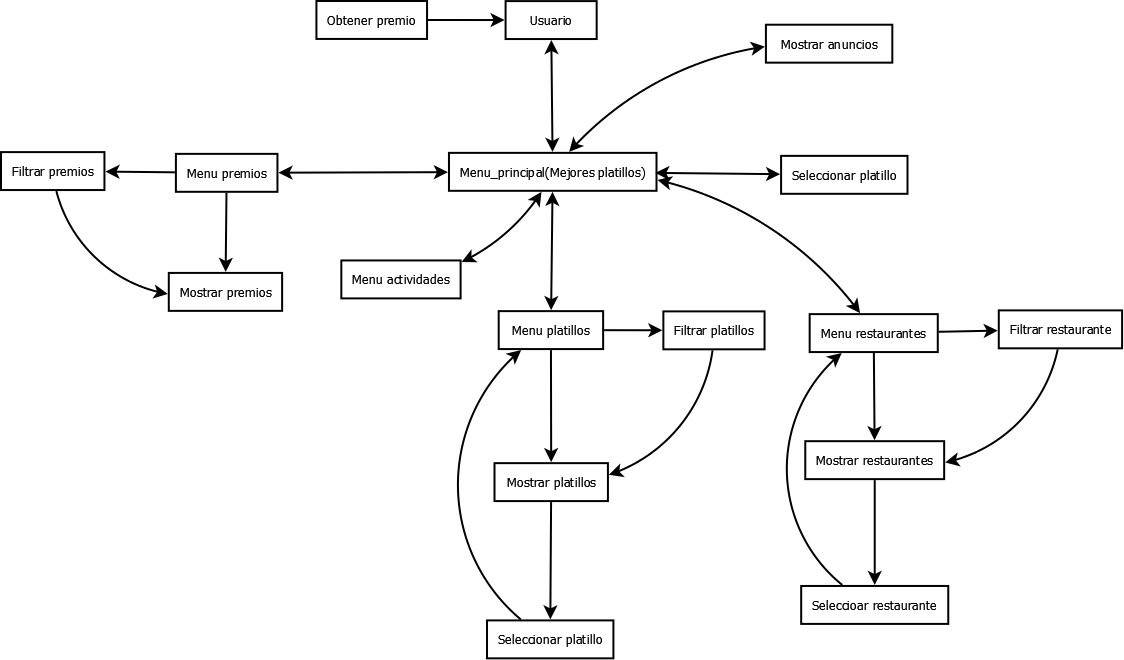 Obtener premio
Usuario
Mostrar anuncios
Filtrar premios
Menu premios
Menu_principal(Mejores platillos)
Seleccionar platillo
Menu actividades
Mostrar premios
Menu platillos
Filtrar platillos
Menu restaurantes
Filtrar restaurante
Mostrar platillos
Mostrar restaurantes
Seleccionar platillo
Seleccioar restaurante